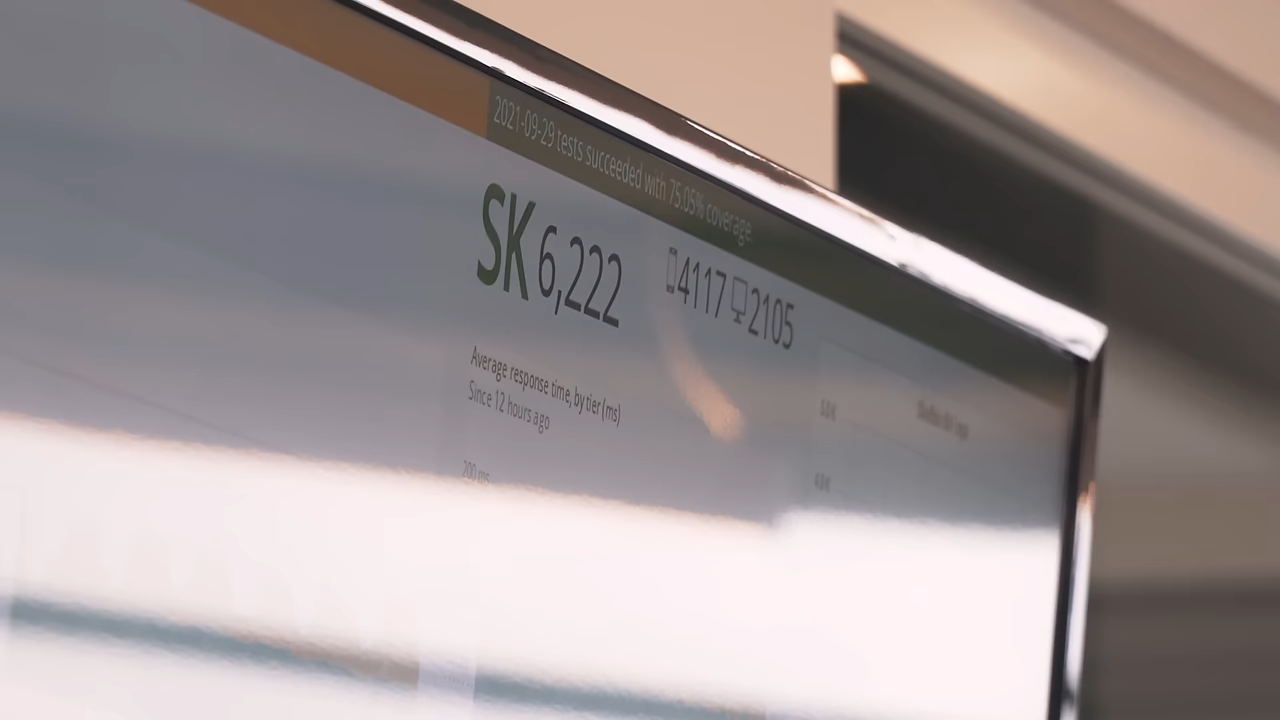 2021-09-29 tests succeeded with 75.05% coverage.
SK 6,222 4117 2105
Average response time, by tier (ms)
Since 12 hours ago
200 ms